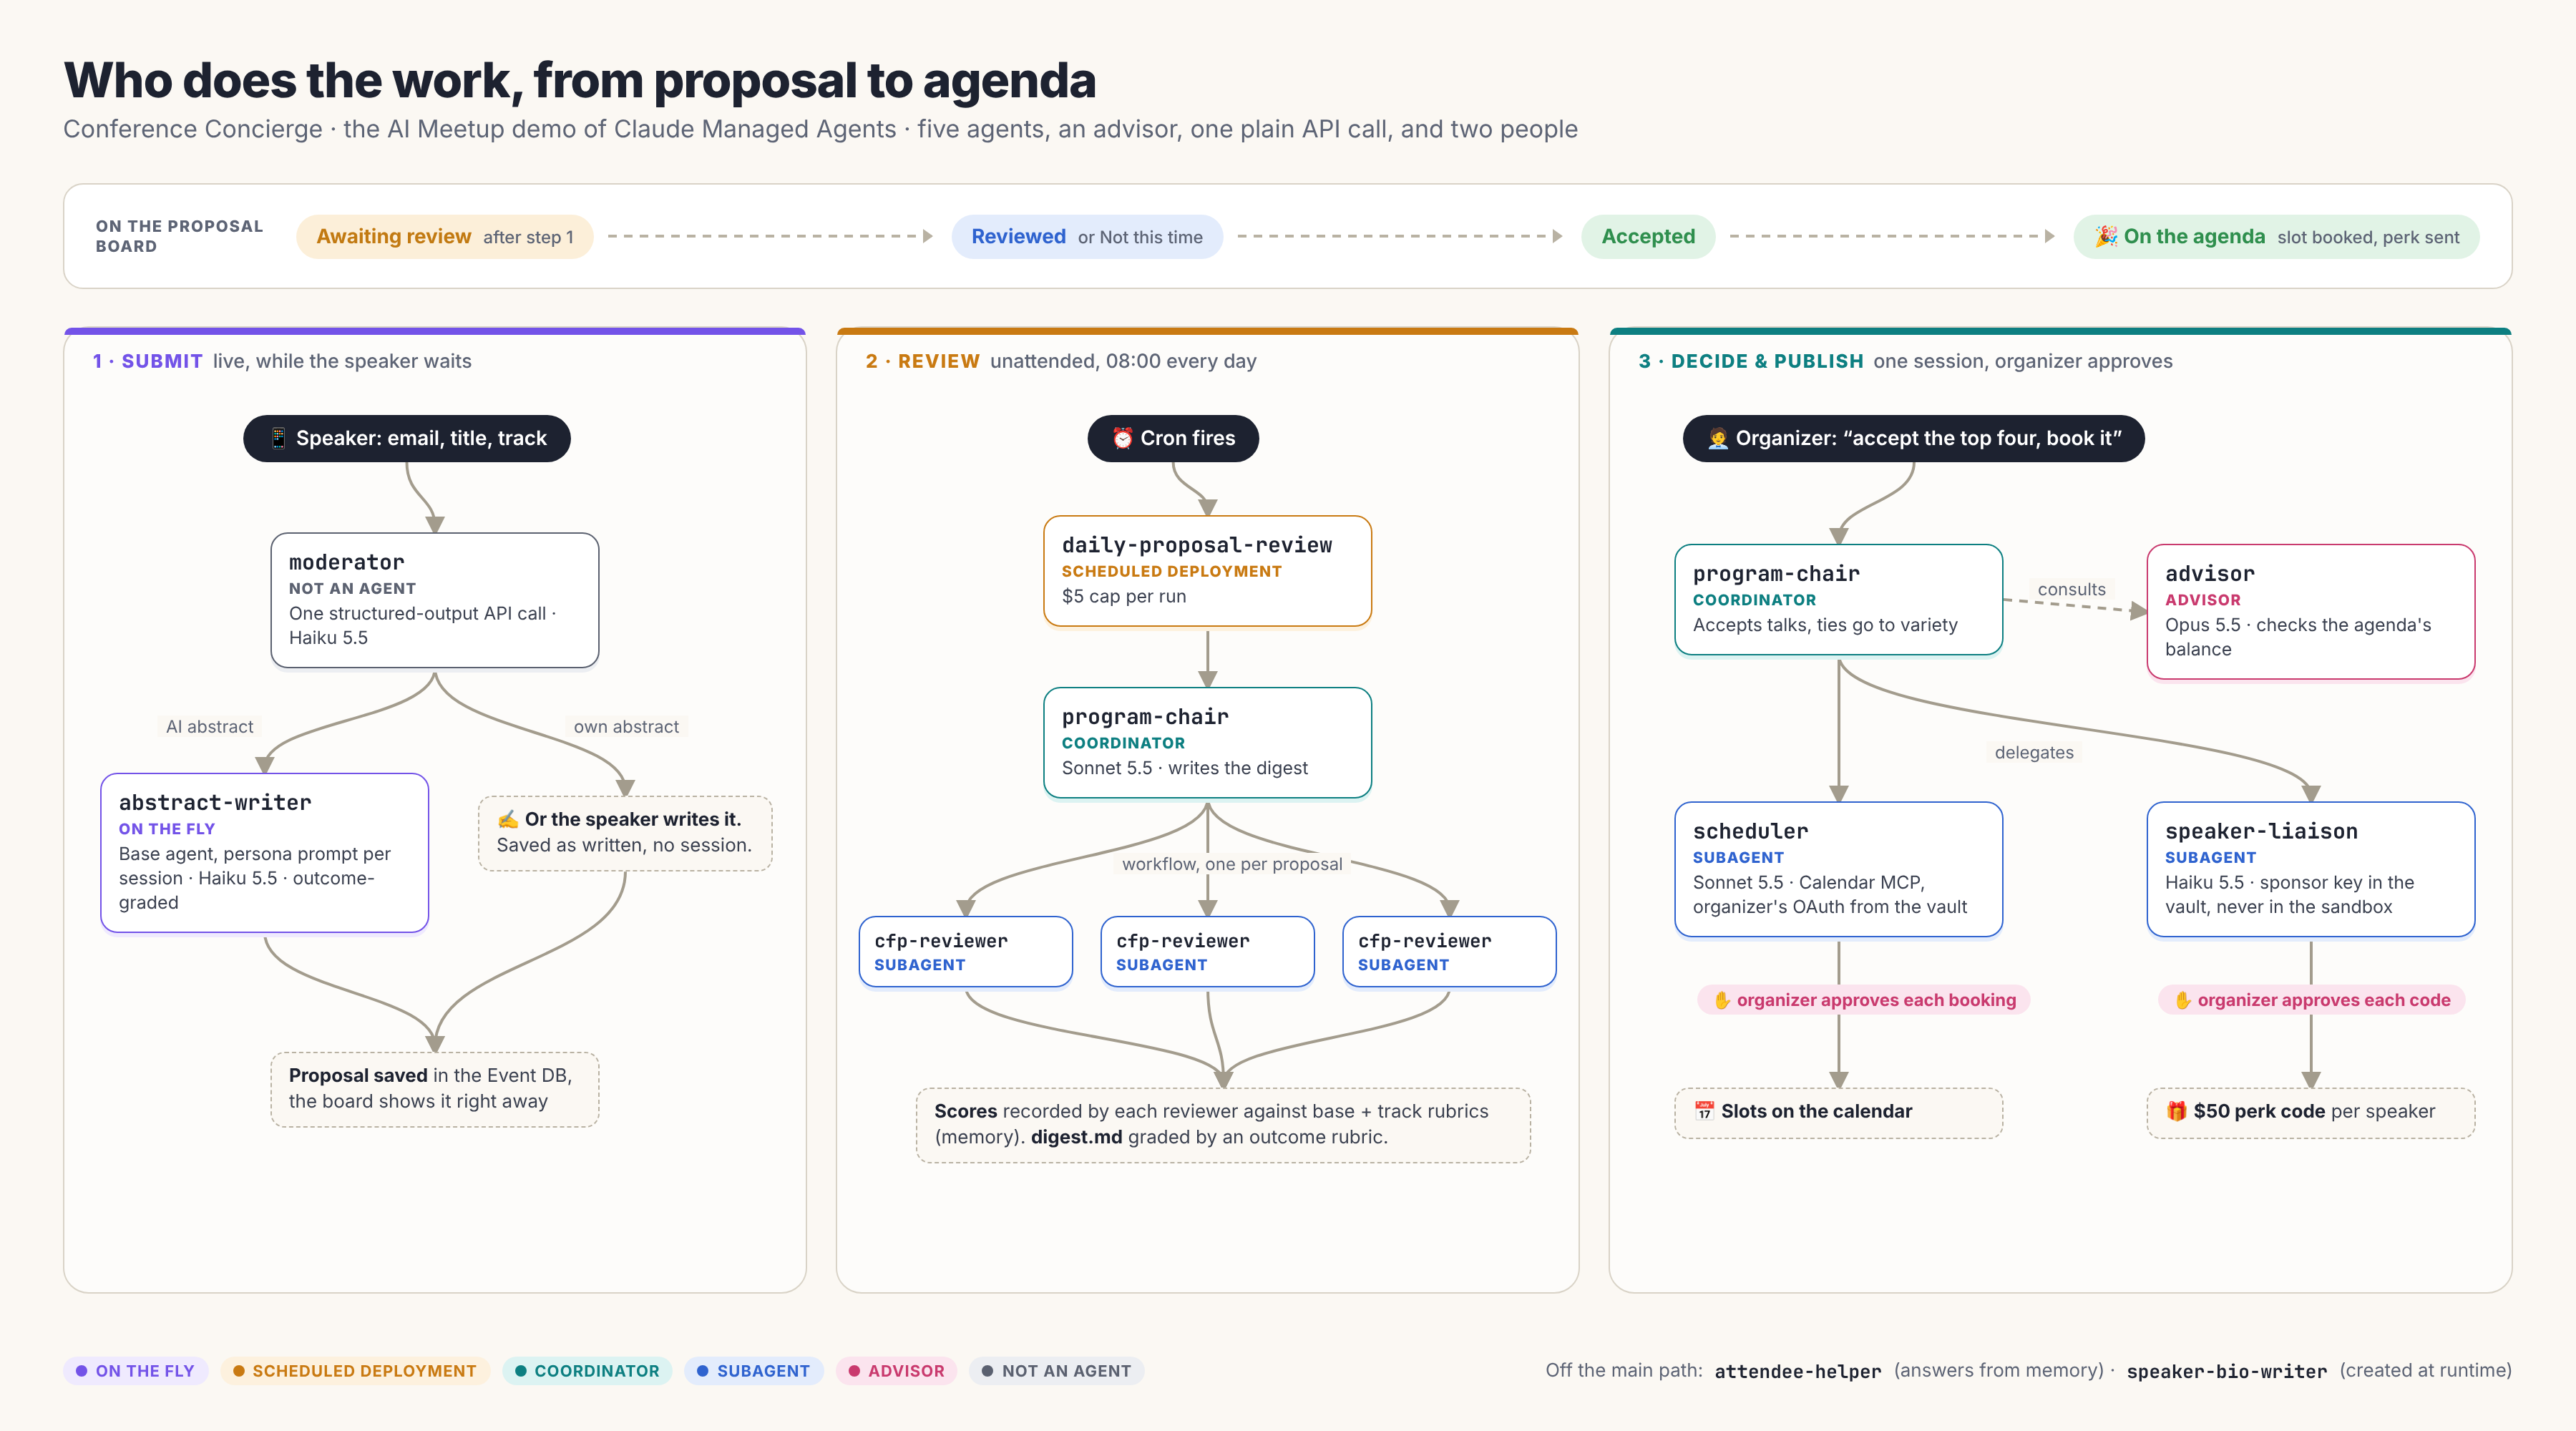 Who does the work, from proposal to agenda
Conference Concierge · the AI Meetup demo of Claude Managed Agents · five agents, an advisor, one plain API call, and two people
ON THE PROPOSAL
BOARD
Awaiting review after step 1
Reviewed or Not this time
Accepted
🎉 On the agenda slot booked, perk sent
1 · SUBMIT live, while the speaker waits
📱 Speaker: email, title, track
moderator
NOT AN AGENT
One structured-output API call ·
Haiku 5.5
AI abstract
own abstract
abstract-writer
ON THE FLY
Base agent, persona prompt per
session · Haiku 5.5 · outcome-
graded
✍️ Or the speaker writes it.
Saved as written, no session.
Proposal saved in the Event DB,
the board shows it right away
2 · REVIEW unattended, 08:00 every day
⏰ Cron fires
daily-proposal-review
SCHEDULED DEPLOYMENT
$5 cap per run
program-chair
COORDINATOR
Sonnet 5.5 · writes the digest
workflow, one per proposal
cfp-reviewer
SUBAGENT
cfp-reviewer
SUBAGENT
cfp-reviewer
SUBAGENT
Scores recorded by each reviewer against base + track rubrics
(memory). digest.md graded by an outcome rubric.
3 · DECIDE & PUBLISH one session, organizer approves
🧑‍💼 Organizer: “accept the top four, book it”
program-chair
COORDINATOR
Accepts talks, ties go to variety
consults
advisor
ADVISOR
Opus 5.5 · checks the agenda's
balance
delegates
scheduler
SUBAGENT
Sonnet 5.5 · Calendar MCP,
organizer's OAuth from the vault
speaker-liaison
SUBAGENT
Haiku 5.5 · sponsor key in the
vault, never in the sandbox
✋ organizer approves each booking
✋ organizer approves each code
📅 Slots on the calendar
🎁 $50 perk code per speaker
ON THE FLY
SCHEDULED DEPLOYMENT
COORDINATOR
SUBAGENT
ADVISOR
NOT AN AGENT
Off the main path: attendee-helper (answers from memory) · speaker-bio-writer (created at runtime)